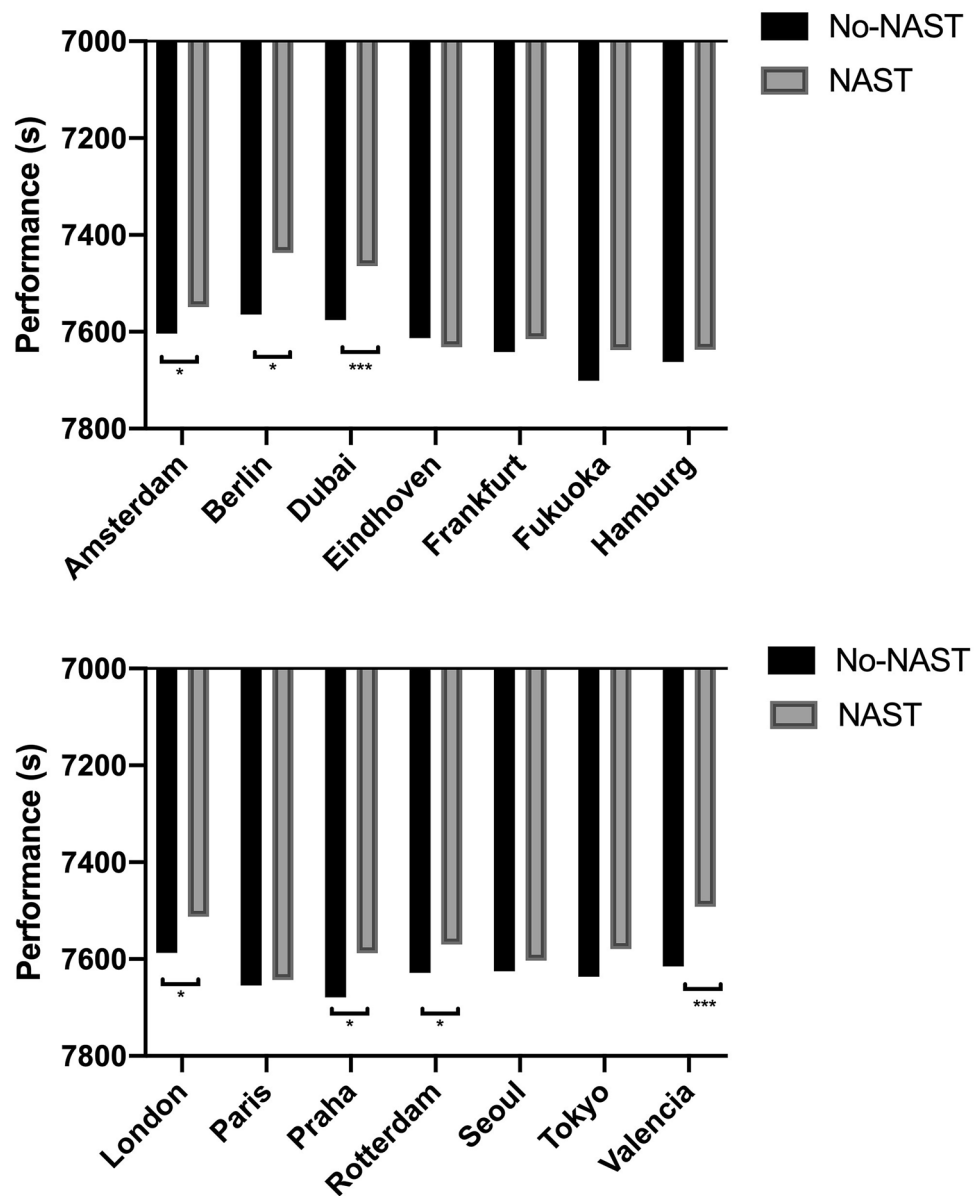 No-NAST
NAST
Performance (s)
7000
7200
7400
7600
7800
* * ***
Amsterdam Berlin Dubai Eindhoven Frankfurt Fukuoka Hamburg
No-NAST
NAST
Performance (s)
7000
7200
7400
7600
7800
* * * ***
London Paris Praha Rotterdam Seoul Tokyo Valencia